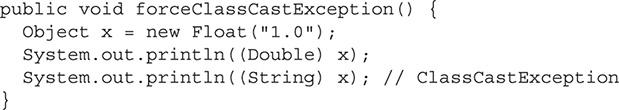 public void forceClassCastException() {
  Object x = new Float("1.0");
  System.out.println((Double) x);
  System.out.println((String) x); // ClassCastException
}